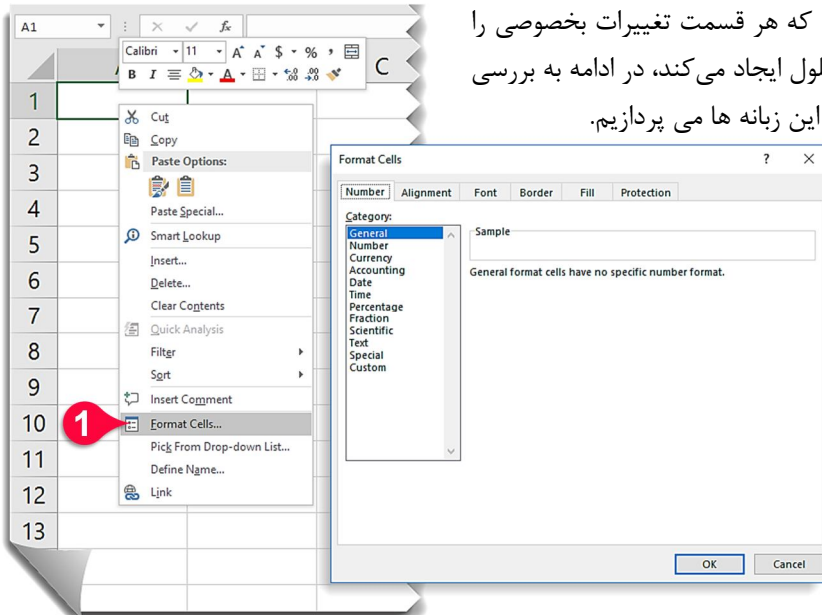 که هر قسمت تغییرات بخصوصی را
لول ایجاد می‌کند، در ادامه به بررسی
این زبانه ها می پردازیم.
A1
fx
Calibri 11 A A $ % ,
B I A
C
1
2
3
4
5
6
7
8
9
10
11
12
13
Cut
Copy
Paste Options:
Paste Special...
Smart Lookup
Insert...
Delete...
Clear Contents
Quick Analysis
Filter
Sort
Insert Comment
1
Format Cells...
Pick From Drop-down List...
Define Name...
Link
Format Cells ? ×
Number Alignment Font Border Fill Protection
Category:
General
Number
Currency
Accounting
Date
Time
Percentage
Fraction
Scientific
Text
Special
Custom
Sample
General format cells have no specific number format.
OK Cancel